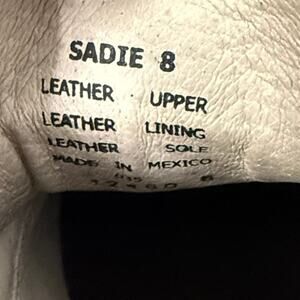 SADIE 8
LEATHER UPPER
LEATHER LINING
LEATHER SOLE
MADE IN MEXICO